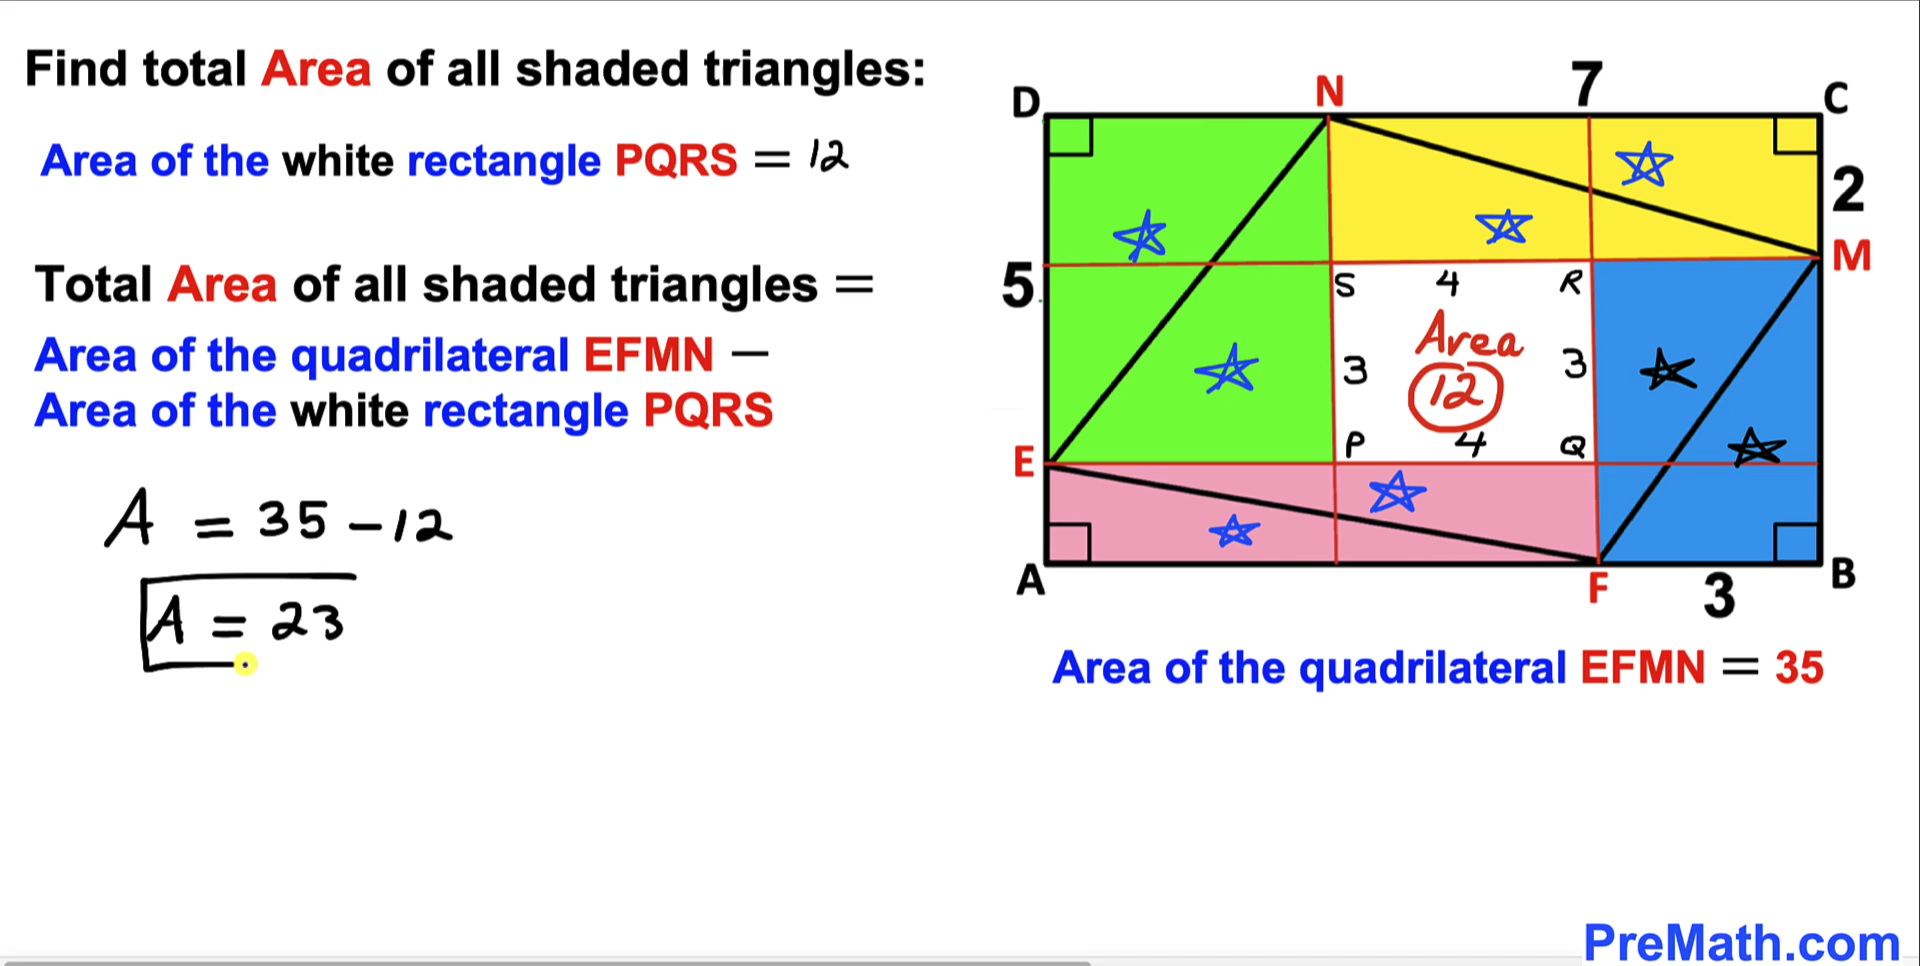 Find total Area of all shaded triangles:
Area of the white rectangle PQRS = 12
Total Area of all shaded triangles =
Area of the quadrilateral EFMN –
Area of the white rectangle PQRS
A = 35 - 12
A = 23
D N 7 C
2
M
5
S 4 R
Area
3 12 3
P 4 Q
E
A F 3 B
Area of the quadrilateral EFMN = 35
PreMath.com